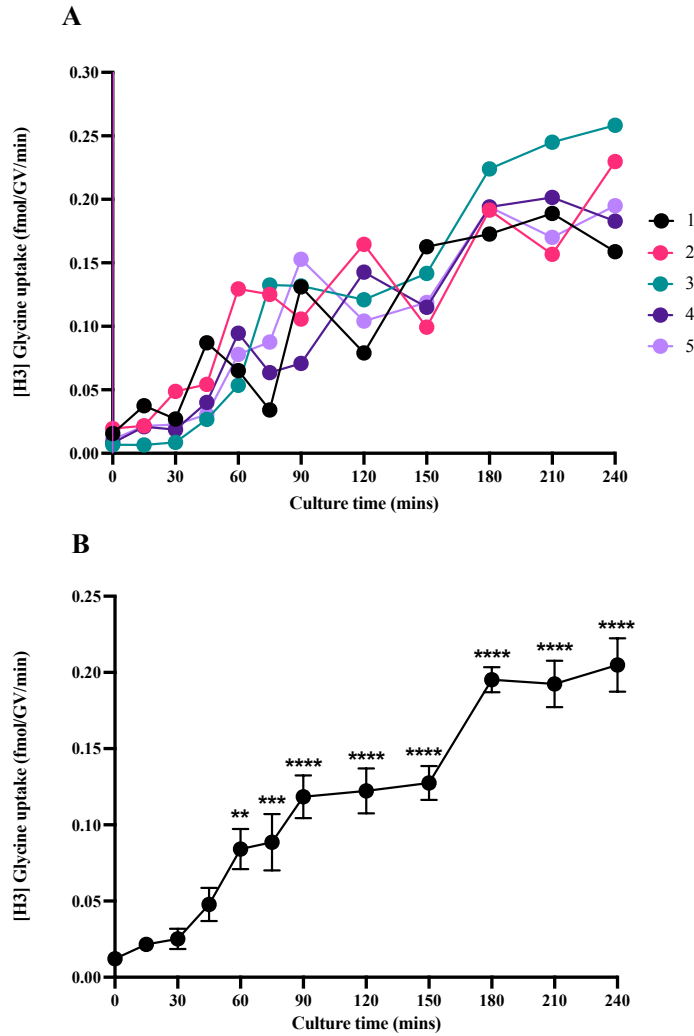 A
[H3] Glycine uptake (fmol/GV/min)
0.30
0.25
0.20
0.15
0.10
0.05
0.00
0 30 60 90 120 150 180 210 240
Culture time (mins)
1
2
3
4
5
B
[H3] Glycine uptake (fmol/GV/min)
0.25
0.20
0.15
0.10
0.05
0.00
** *** **** **** **** **** **** ****
0 30 60 90 120 150 180 210 240
Culture time (mins)